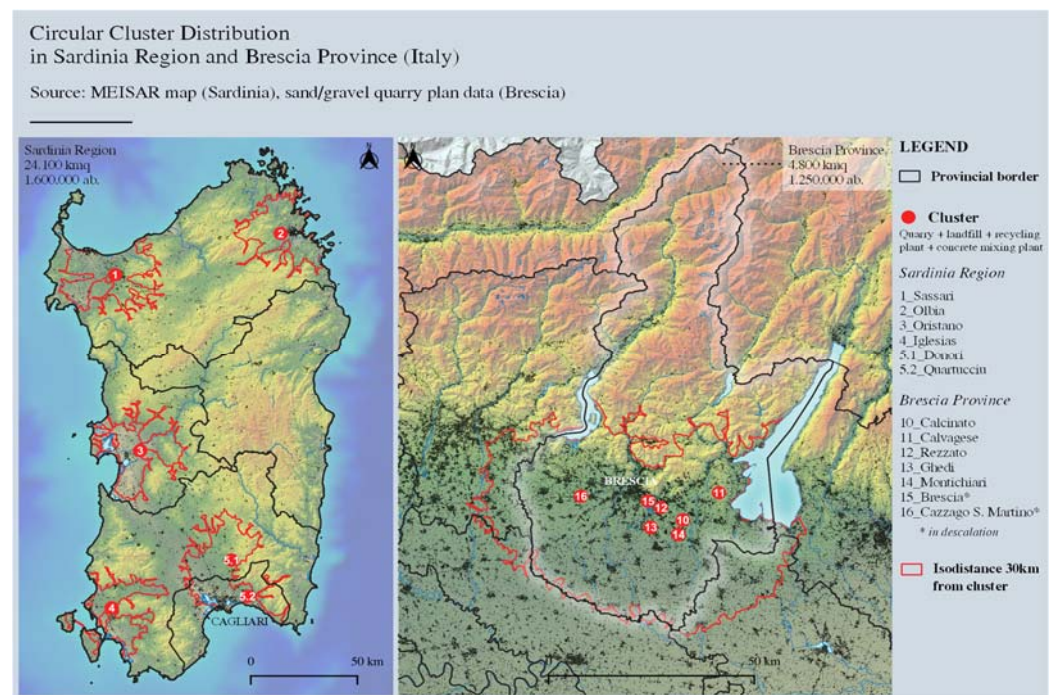 Circular Cluster Distribution
in Sardinia Region and Brescia Province (Italy)
Source: MEISAR map (Sardinia), sand/gravel quarry plan data (Brescia)
Sardinia Region
24.100 kmq
1.600.000 ab.
N
1
2
3
4
5.1
5.2
CAGLIARI
0
50 km
Brescia Province
4.800 kmq
1.250.000 ab.
BRESCIA
16
15
12
11
10
13
14
0
50 km
LEGEND
Provincial border
Cluster
Quarry + landfill + recycling
plant + concrete mixing plant
Sardinia Region
1_Sassari
2_Olbia
3_Oristano
4_Iglesias
5.1_Donori
5.2_Quartucciu
Brescia Province
10_Calcinato
11_Calvagese
12_Rezzato
13_Ghedi
14_Montichiari
15_Brescia*
16_Cazzago S. Martino*
* in descalation
Isodistance 30km
from cluster